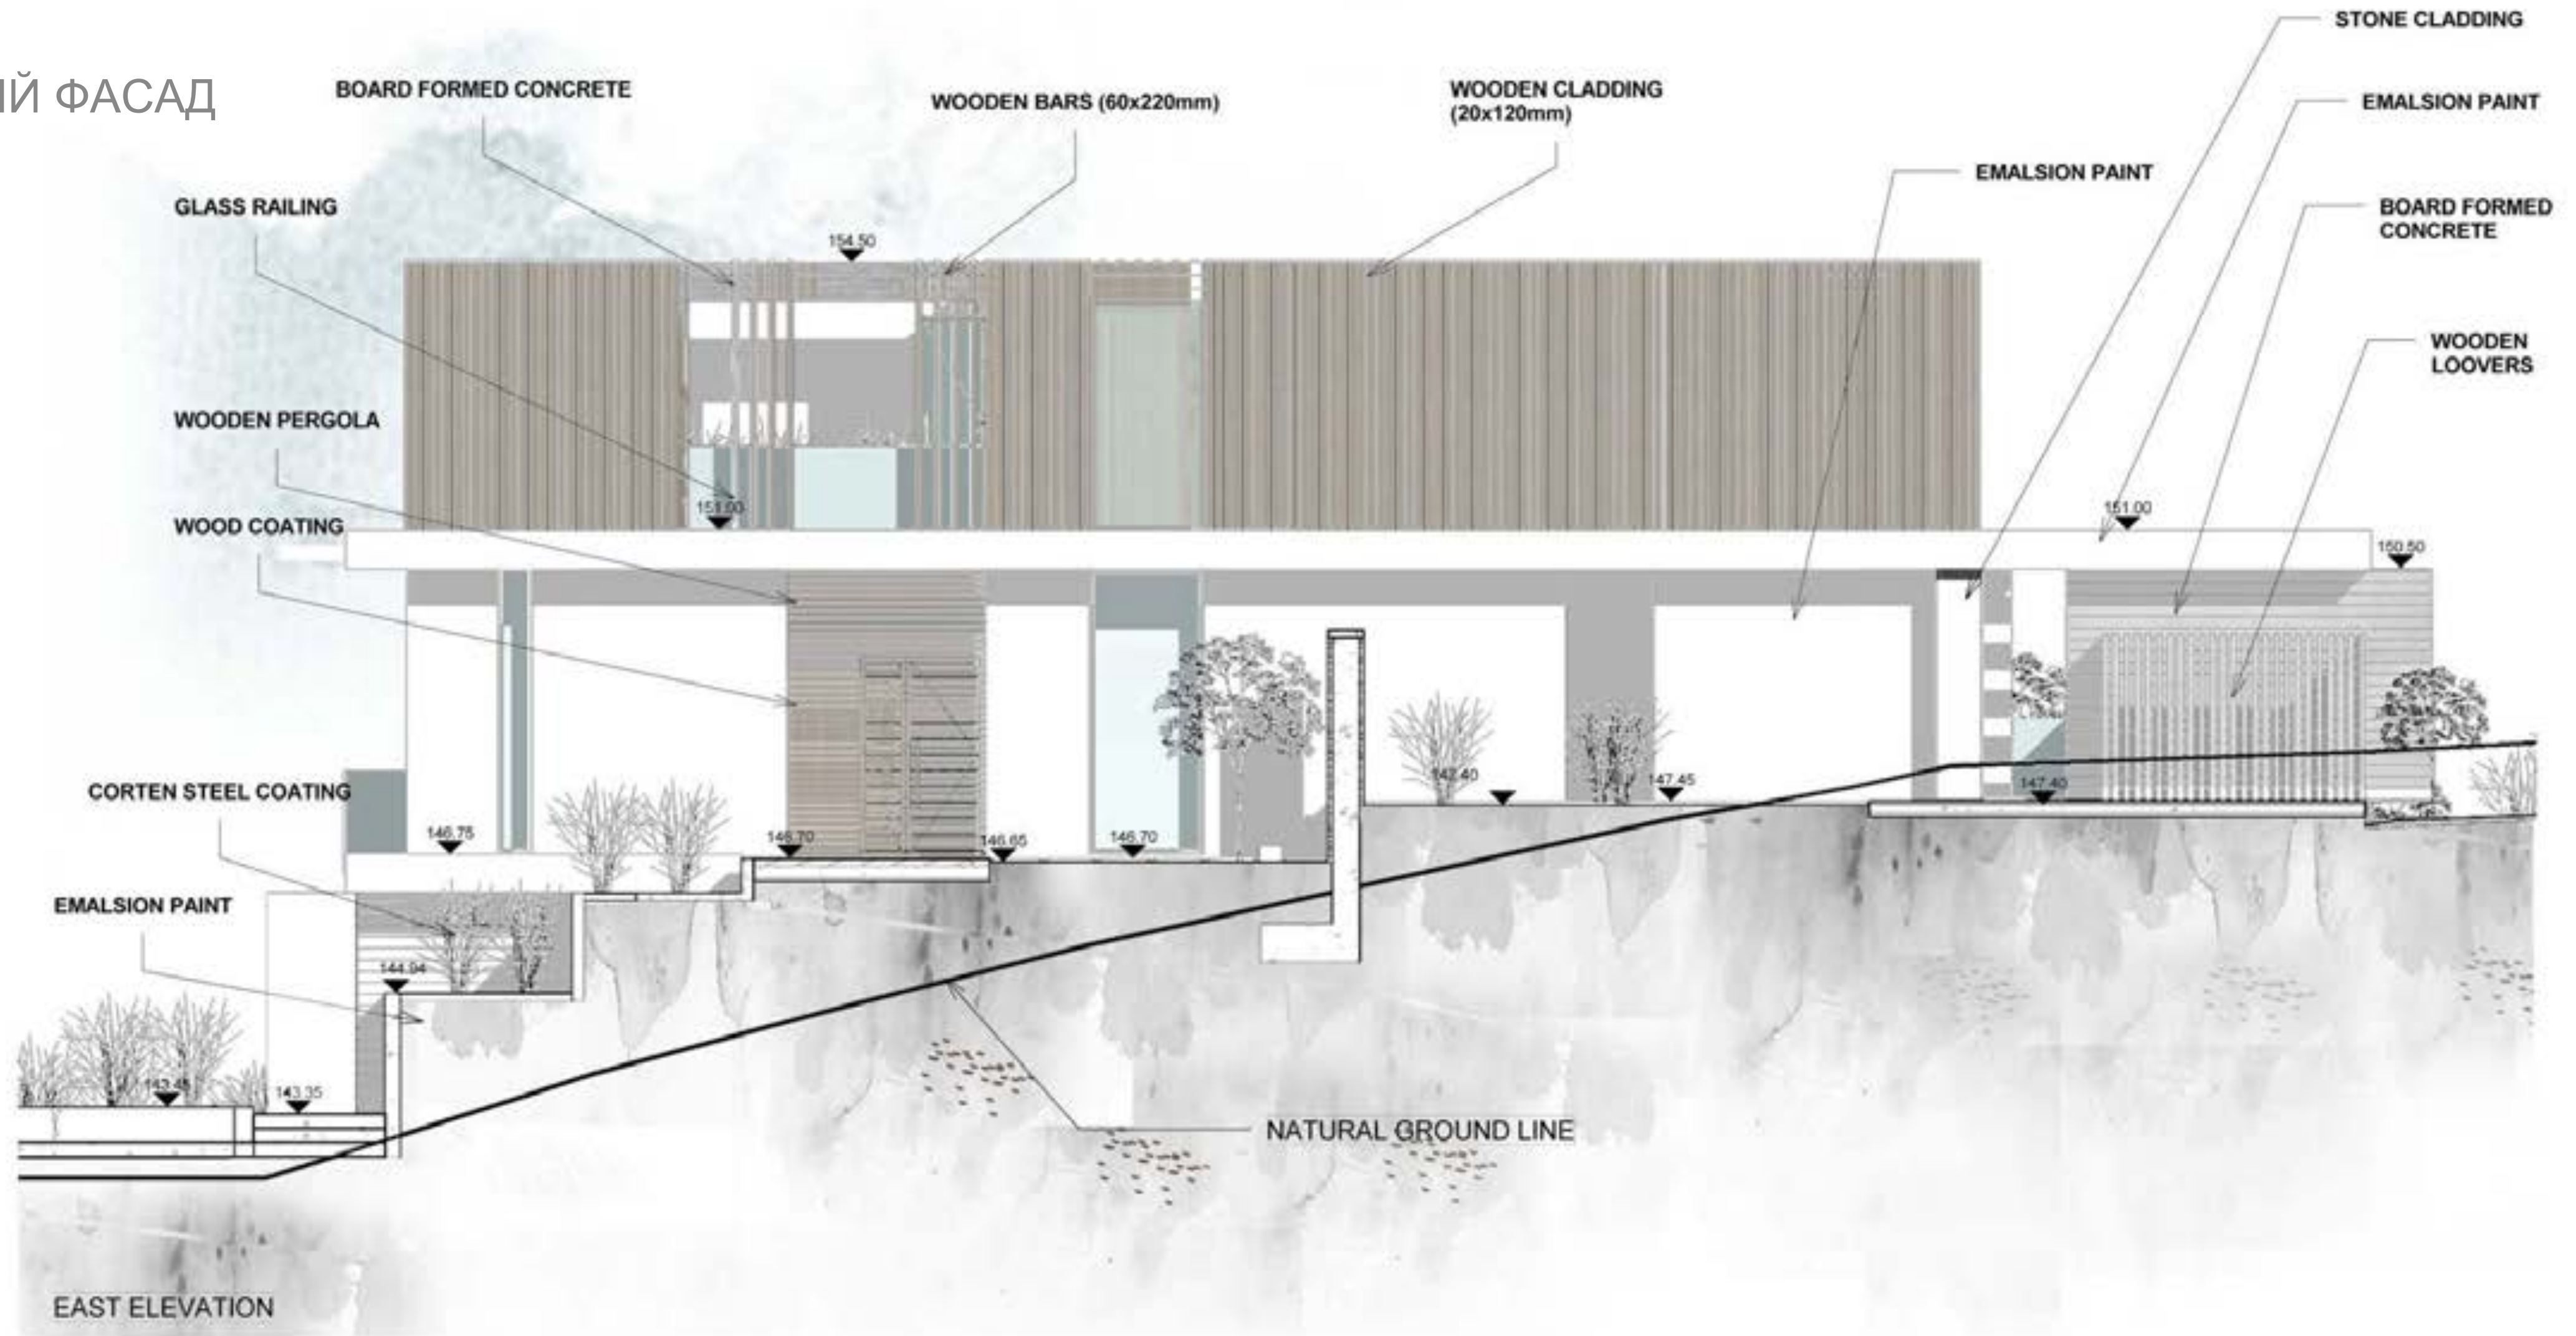 ИЙ ФАСАД
STONE CLADDING
BOARD FORMED CONCRETE
WOODEN BARS (60x220mm)
WOODEN CLADDING
(20x120mm)
EMALSION PAINT
EMALSION PAINT
GLASS RAILING
BOARD FORMED
CONCRETE
154.50
WOODEN
LOOVERS
WOODEN PERGOLA
151.00
151.00
WOOD COATING
150.50
CORTEN STEEL COATING
147.40
147.45
147.40
146.75
146.70
146.65
146.70
EMALSION PAINT
144.94
143.45
143.35
NATURAL GROUND LINE
EAST ELEVATION